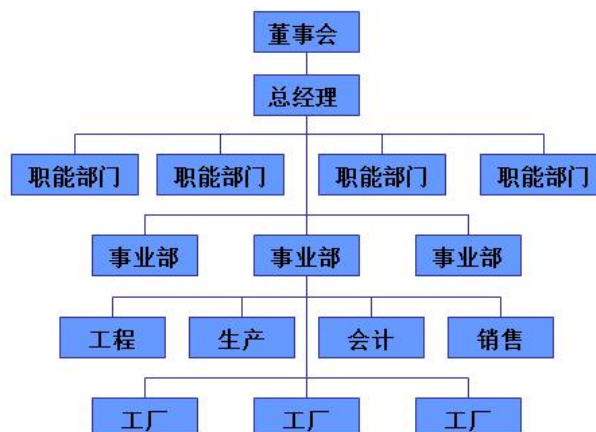 董事会
总经理
职能部门 职能部门 职能部门 职能部门
事业部 事业部 事业部
工程 生产 会计 销售
工厂 工厂 工厂